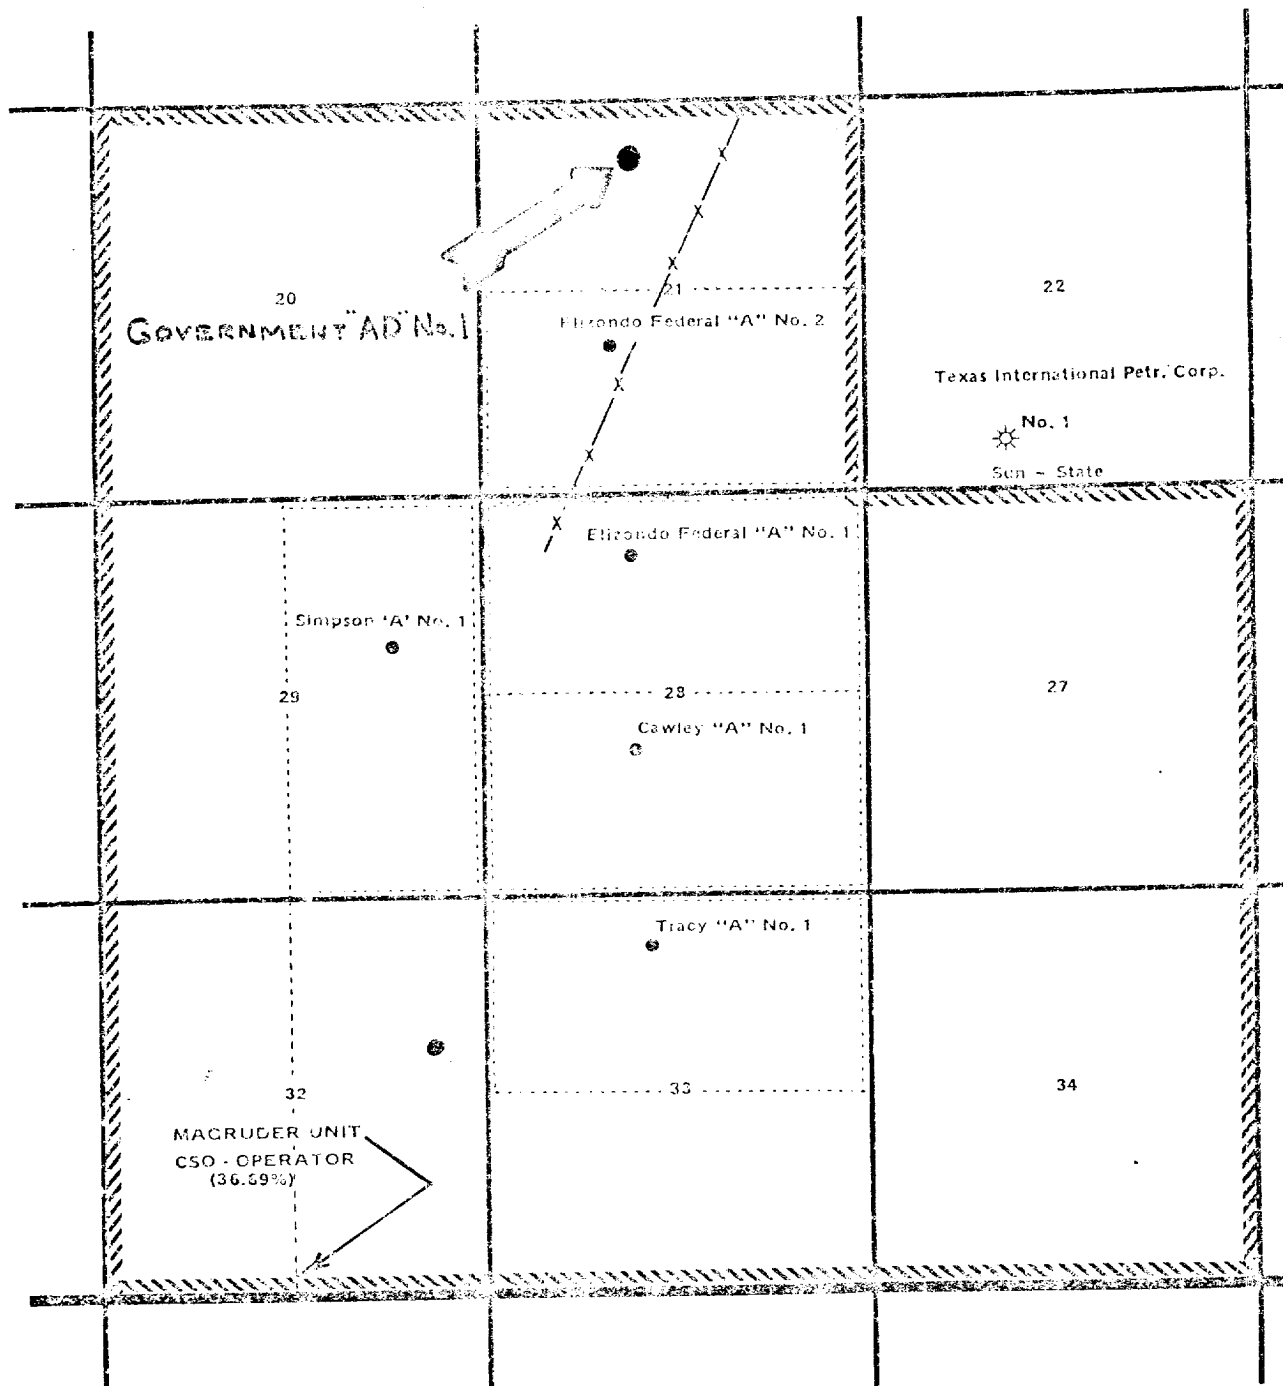 20
GOVERNMENT "AD" No. 1
21
Elizondo Federal "A" No. 2
22
Texas International Petr. Corp.
No. 1
Sun - State
Elizondo Federal "A" No. 1
Simpson 'A' No. 1
29
28
27
Cawley "A" No. 1
Tracy "A" No. 1
32
33
34
MAGRUDER UNIT
CSO - OPERATOR